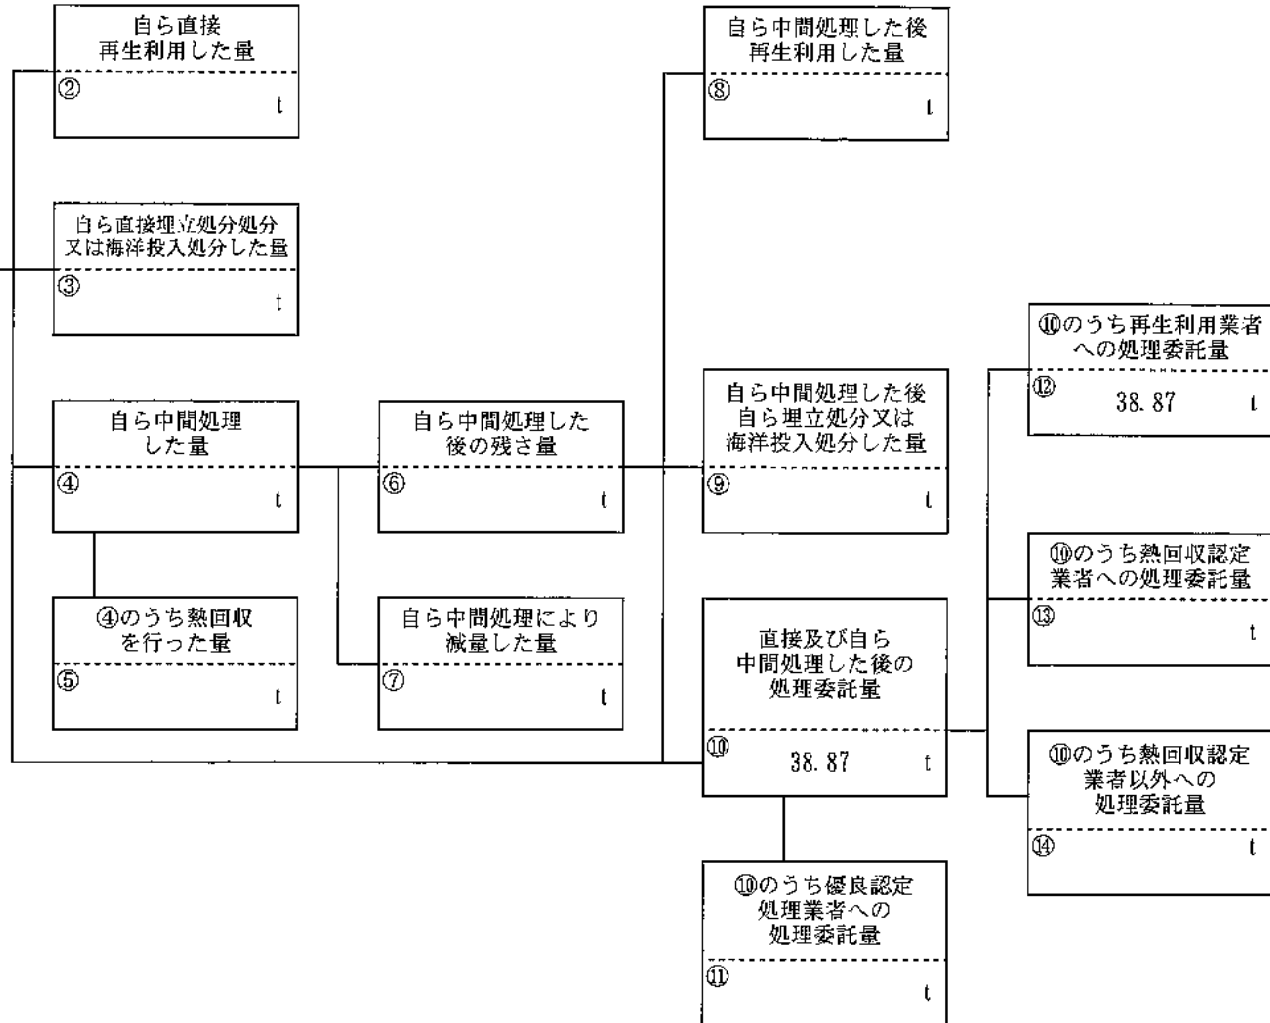 自ら直接
再生利用した量
②
t
自ら中間処理した後
再生利用した量
⑧
t
自ら直接埋立処分処分
又は海洋投入処分した量
③
t
⑩のうち再生利用業者
への処理委託量
⑫
38.87 t
自ら中間処理
した量
④
t
自ら中間処理した
後の残さ量
⑥
t
自ら中間処理した後
自ら埋立処分又は
海洋投入処分した量
⑨
t
⑩のうち熱回収認定
業者への処理委託量
⑬
t
④のうち熱回収
を行った量
⑤
t
自ら中間処理により
減量した量
⑦
t
直接及び自ら
中間処理した後の
処理委託量
⑩
38.87 t
⑩のうち熱回収認定
業者以外への
処理委託量
⑭
t
⑩のうち優良認定
処理業者への
処理委託量
⑪
t